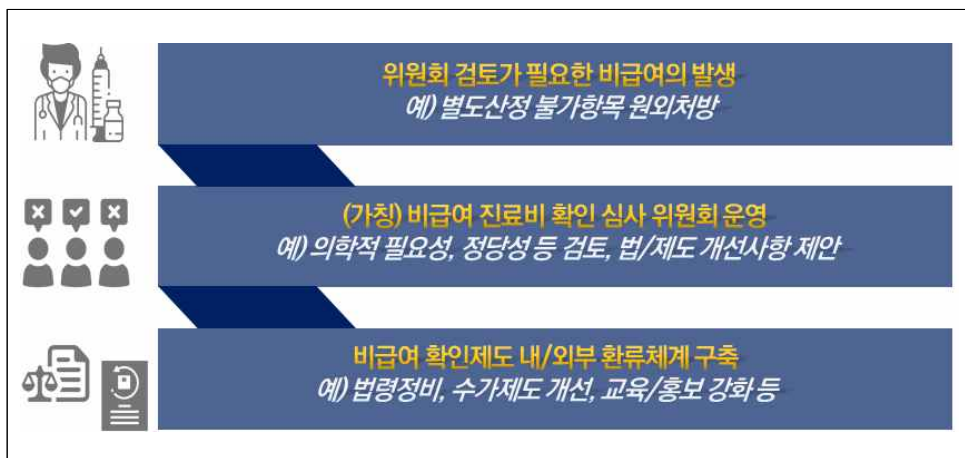 위원회 검토가 필요한 비급여의 발생
예) 별도산정 불가항목 원외처방
(가칭) 비급여 진료비 확인 심사 위원회 운영
예) 의학적 필요성, 정당성 등 검토, 법/제도 개선사항 제안
비급여 확인제도 내/외부 환류체계 구축
예) 법령정비, 수가제도 개선, 교육/홍보 강화 등